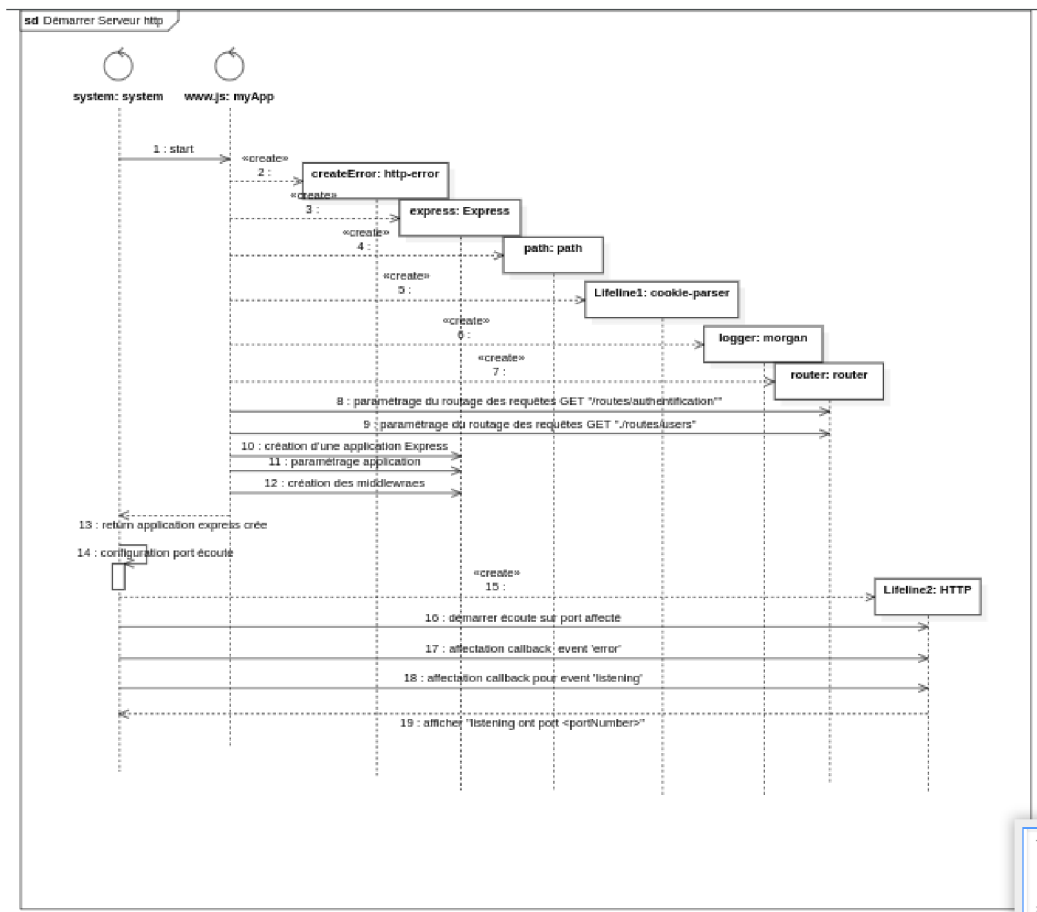 sd Démarrer Serveur http
system: system
www.js: myApp
1 : start
«create»
2 :
createError: http-error
«create»
3 :
express: Express
«create»
4 :
path: path
«create»
5 :
Lifeline1: cookie-parser
«create»
6 :
logger: morgan
«create»
7 :
router: router
8 : paramétrage du routage des requêtes GET "/routes/authentification""
9 : paramétrage du routage des requêtes GET "./routes/users"
10 : création d'une application Express
11 : paramétrage application
12 : création des middlewraes
13 : return application express crée
14 : configuration port écouté
«create»
15 :
Lifeline2: HTTP
16 : démarrer écoute sur port affecté
17 : affectation callback event 'error'
18 : affectation callback pour event 'listening'
19 : afficher "listening ont port <portNumber>"